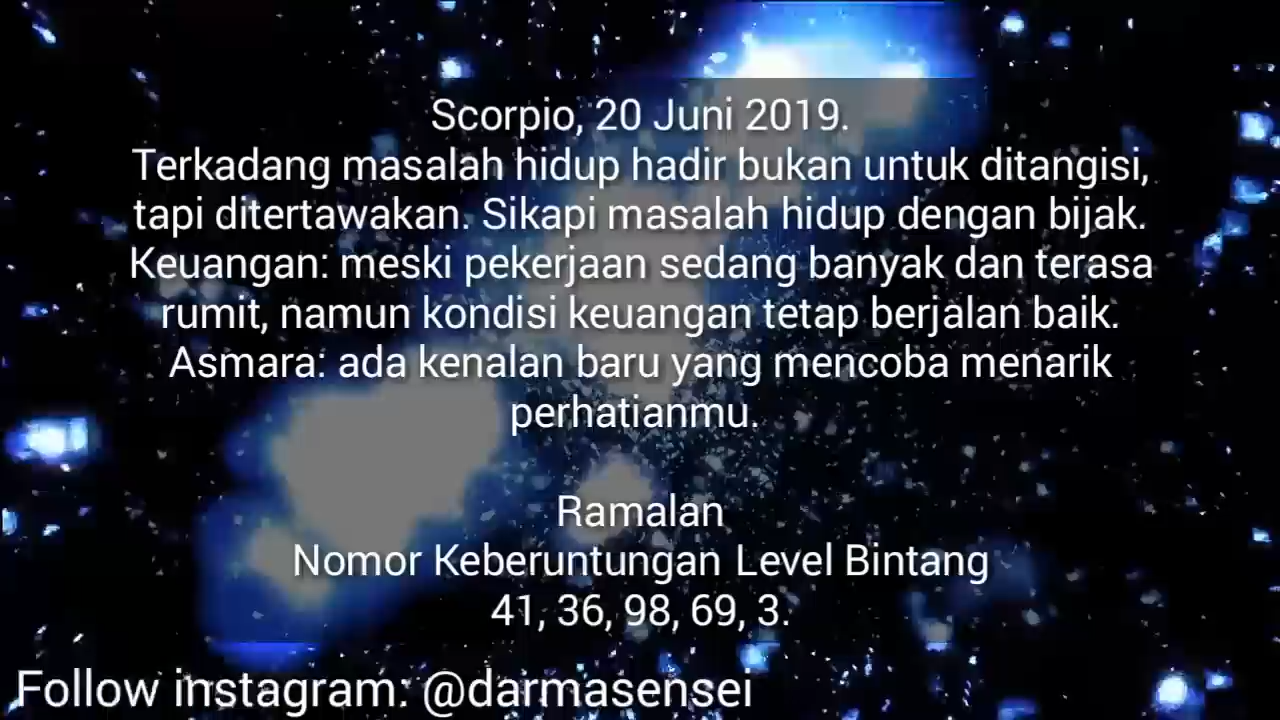 Scorpio, 20 Juni 2019.
Terkadang masalah hidup hadir bukan untuk ditangisi,
tapi ditertawakan. Sikapi masalah hidup dengan bijak.
Keuangan: meski pekerjaan sedang banyak dan terasa
rumit, namun kondisi keuangan tetap berjalan baik.
Asmara: ada kenalan baru yang mencoba menarik
perhatianmu.
Ramalan
Nomor Keberuntungan Level Bintang
41, 36, 98, 69, 3.
Follow instagram: @darmasensei